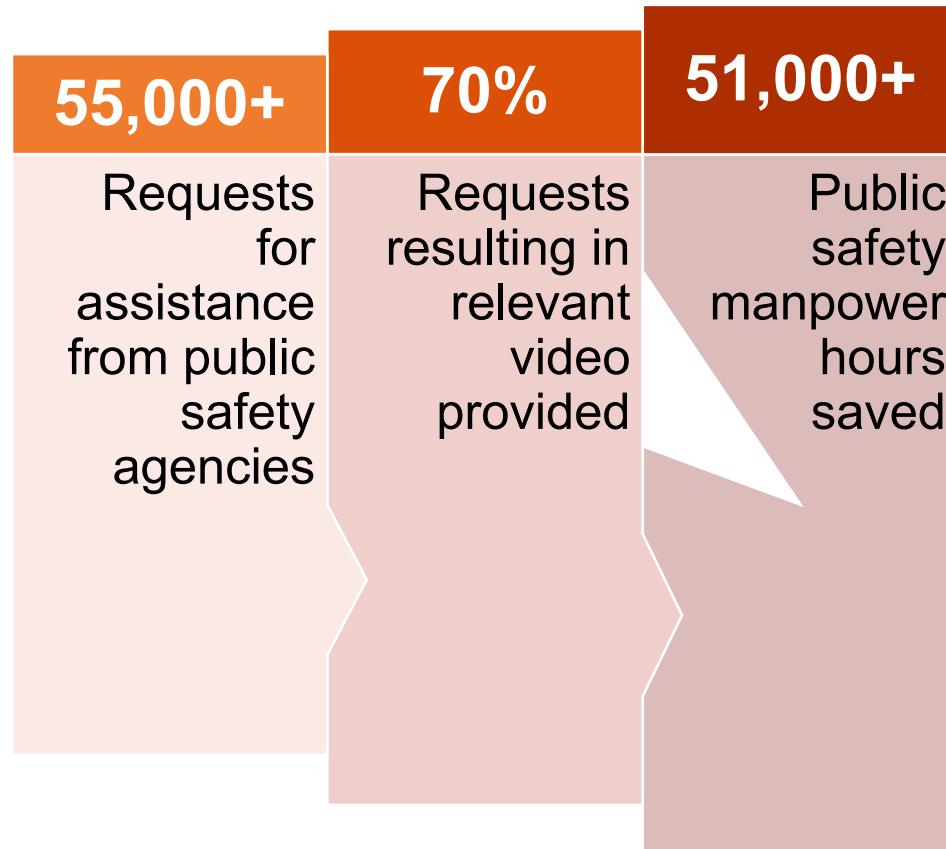 55,000+
Requests
for
assistance
from public
safety
agencies
70%
Requests
resulting in
relevant
video
provided
51,000+
Public
safety
manpower
hours
saved